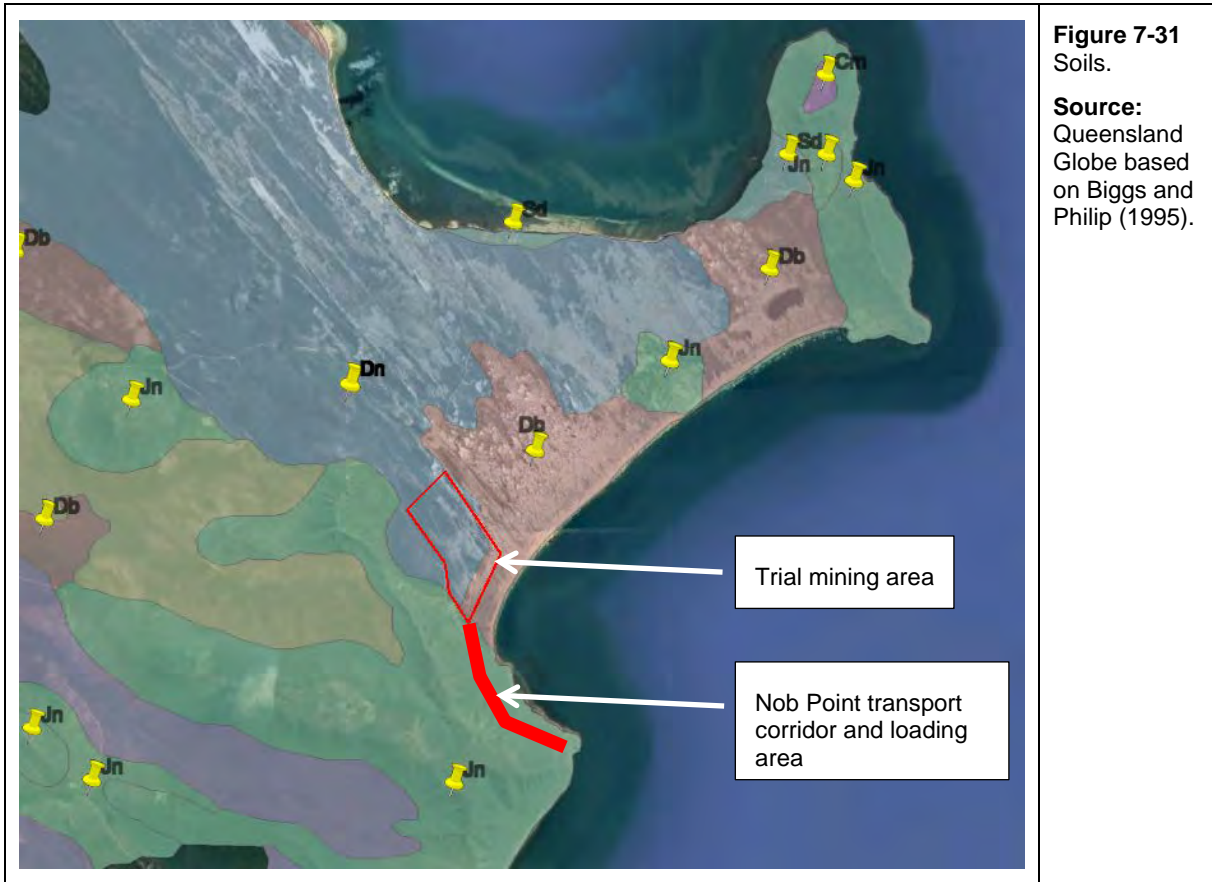 Figure 7-31
Soils.
Source:
Queensland
Globe based
on Biggs and
Philip (1995).
Cm
Sd
Jn
Jn
Sd
Db
Db
Jn
Dn
Jn
Db
Db
Trial mining area
Nob Point transport
corridor and loading
area
Jn
Jn
Jn